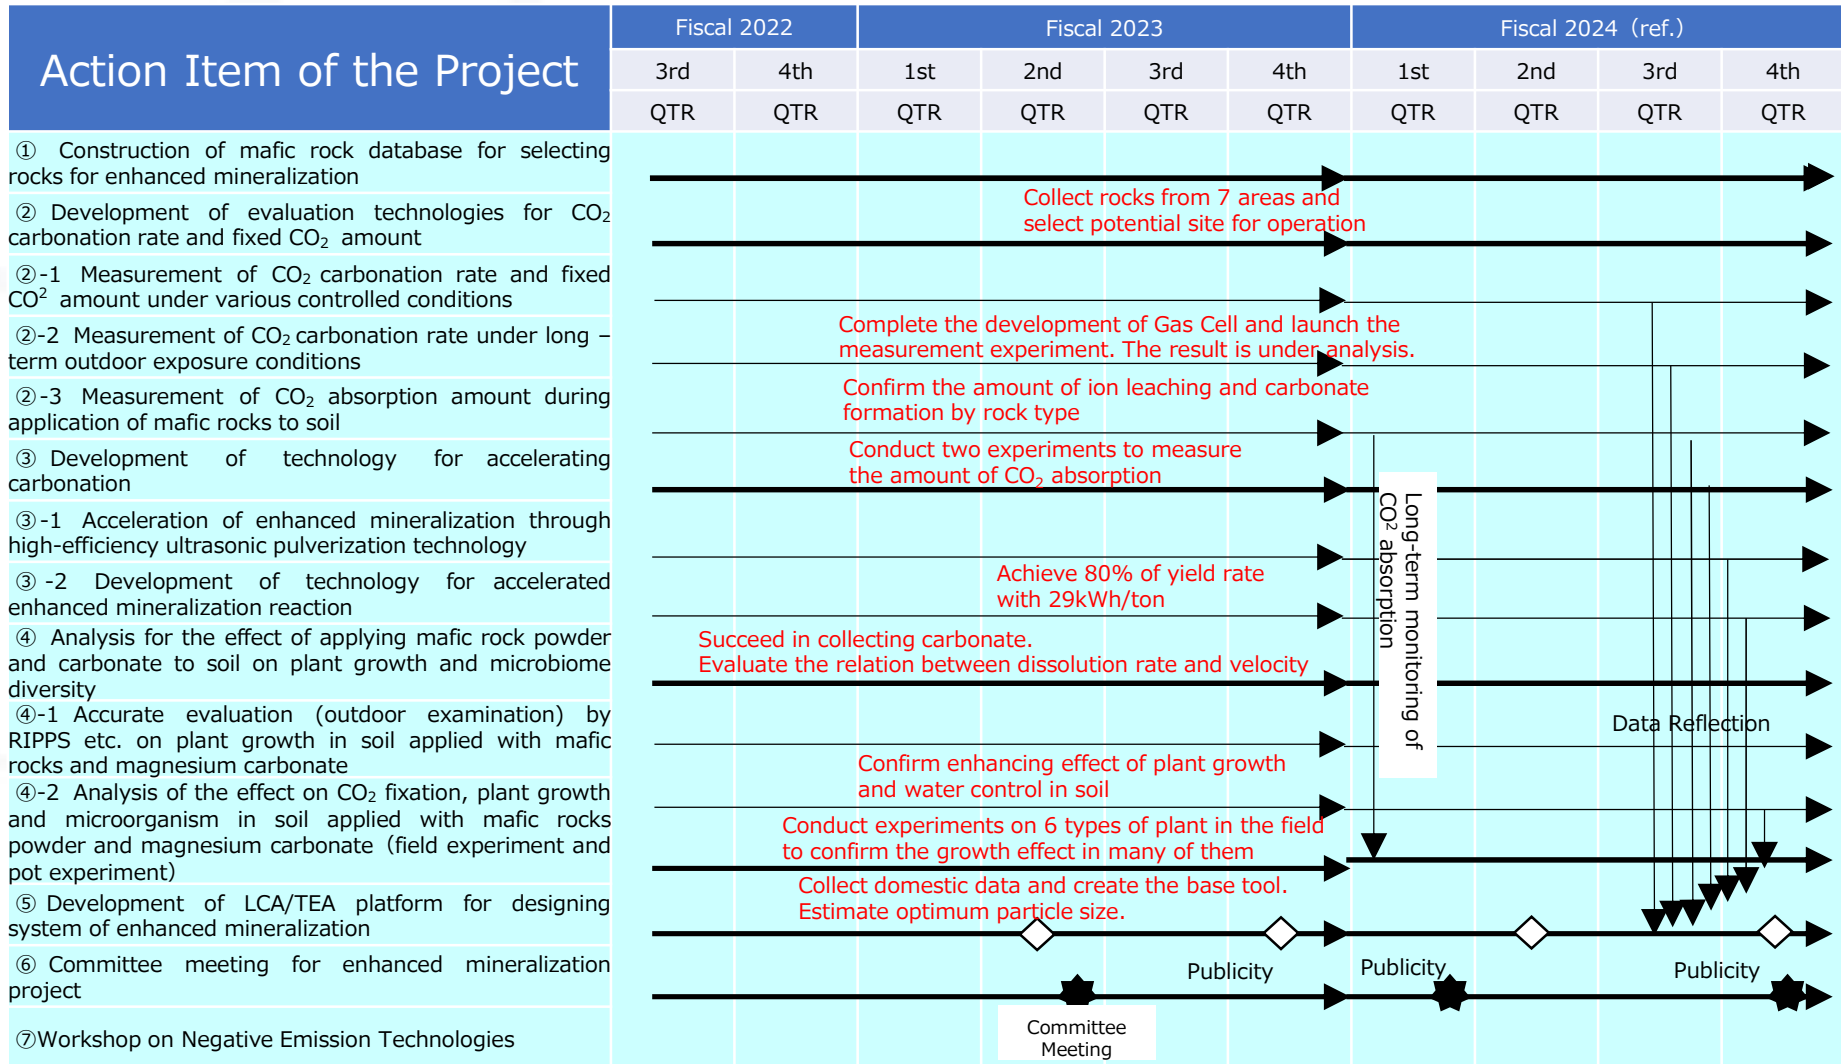 Action Item of the Project
Fiscal 2022
Fiscal 2023
Fiscal 2024 (ref.)
3rd
4th
1st
2nd
3rd
4th
1st
2nd
3rd
4th
QTR
QTR
QTR
QTR
QTR
QTR
QTR
QTR
QTR
QTR
① Construction of mafic rock database for selecting
rocks for enhanced mineralization
② Development of evaluation technologies for CO₂
carbonation rate and fixed CO₂ amount
②-1 Measurement of CO₂ carbonation rate and fixed
CO² amount under various controlled conditions
②-2 Measurement of CO₂ carbonation rate under long –
term outdoor exposure conditions
②-3 Measurement of CO₂ absorption amount during
application of mafic rocks to soil
③ Development of technology for accelerating
carbonation
③-1 Acceleration of enhanced mineralization through
high-efficiency ultrasonic pulverization technology
③ -2 Development of technology for accelerated
enhanced mineralization reaction
④ Analysis for the effect of applying mafic rock powder
and carbonate to soil on plant growth and microbiome
diversity
④-1 Accurate evaluation (outdoor examination) by
RIPPS etc. on plant growth in soil applied with mafic
rocks and magnesium carbonate
④-2 Analysis of the effect on CO₂ fixation, plant growth
and microorganism in soil applied with mafic rocks
powder and magnesium carbonate (field experiment and
pot experiment)
⑤ Development of LCA/TEA platform for designing
system of enhanced mineralization
⑥ Committee meeting for enhanced mineralization
project
⑦Workshop on Negative Emission Technologies
Collect rocks from 7 areas and
select potential site for operation
Complete the development of Gas Cell and launch the
measurement experiment. The result is under analysis.
Confirm the amount of ion leaching and carbonate
formation by rock type
Conduct two experiments to measure
the amount of CO₂ absorption
Achieve 80% of yield rate
with 29kWh/ton
Succeed in collecting carbonate.
Evaluate the relation between dissolution rate and velocity
Confirm enhancing effect of plant growth
and water control in soil
Conduct experiments on 6 types of plant in the field
to confirm the growth effect in many of them
Collect domestic data and create the base tool.
Estimate optimum particle size.
Long-term monitoring of
CO² absorption
Data Reflection
Publicity
Publicity
Publicity
Committee
Meeting